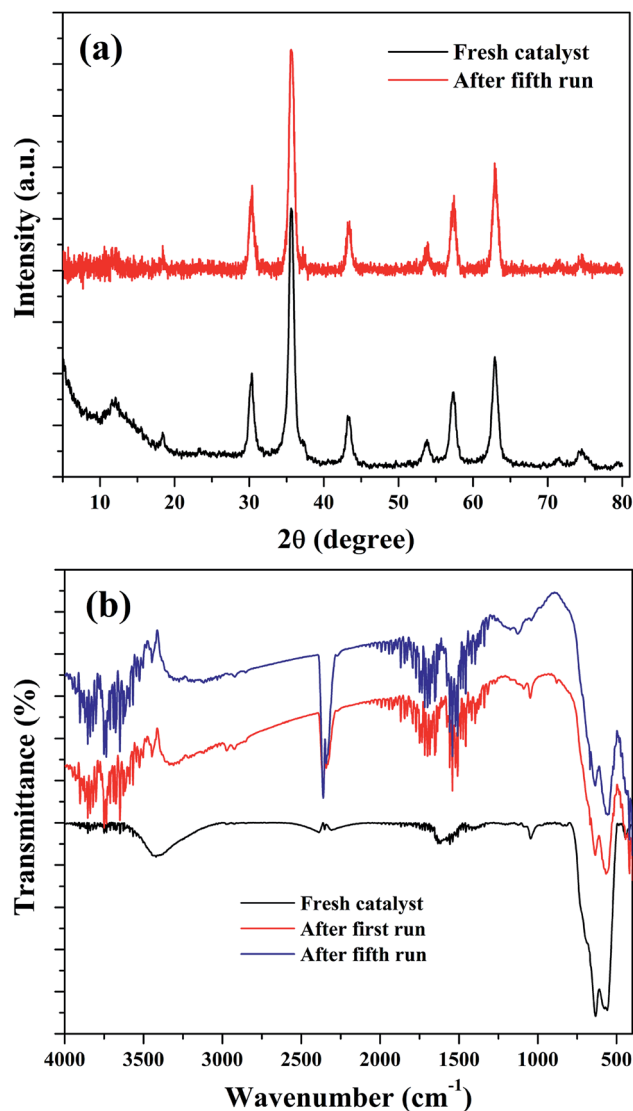 (a)
Fresh catalyst
After fifth run
Intensity (a.u.)
10 20 30 40 50 60 70 80
2θ (degree)
(b)
Transmittance (%)
Fresh catalyst
After first run
After fifth run
4000 3500 3000 2500 2000 1500 1000 500
Wavenumber (cm⁻¹)